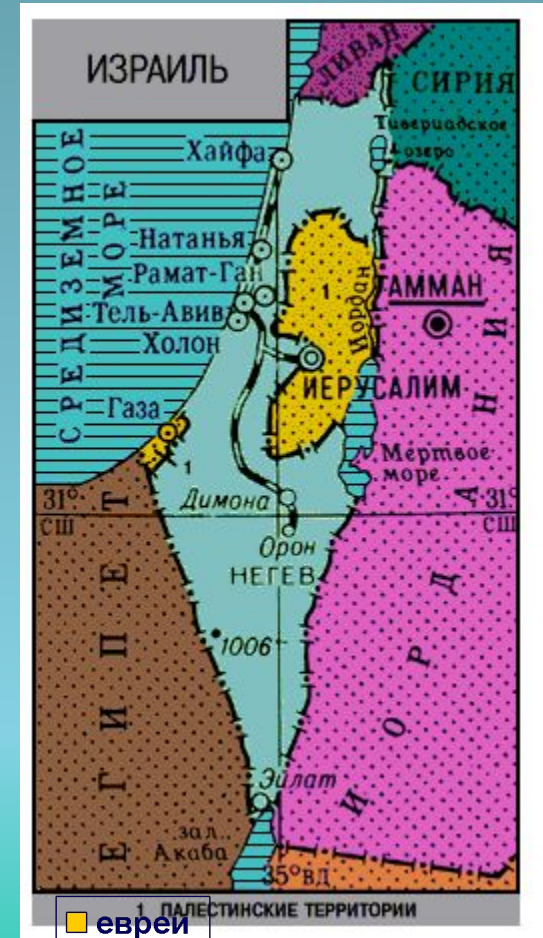 ИЗРАИЛЬ
ЛИВАН
СИРИЯ
Тивериадское
озеро
Хайфа
СРЕДИЗЕМНОЕ
МОРЕ
Натанья
Рамат-Ган
1
Иордан
АММАН
Тель-Авив
Холон
ИЕРУСАЛИМ
Газа
1
Мёртвое
море
31°
СШ
Димона
31°
СШ
Орон
НЕГЕВ
1006
ЕГИПЕТ
ИОРДАНИЯ
Эйлат
зал.
Акаба
35°ВД
1 ПАЛЕСТИНСКИЕ ТЕРРИТОРИИ
евреи